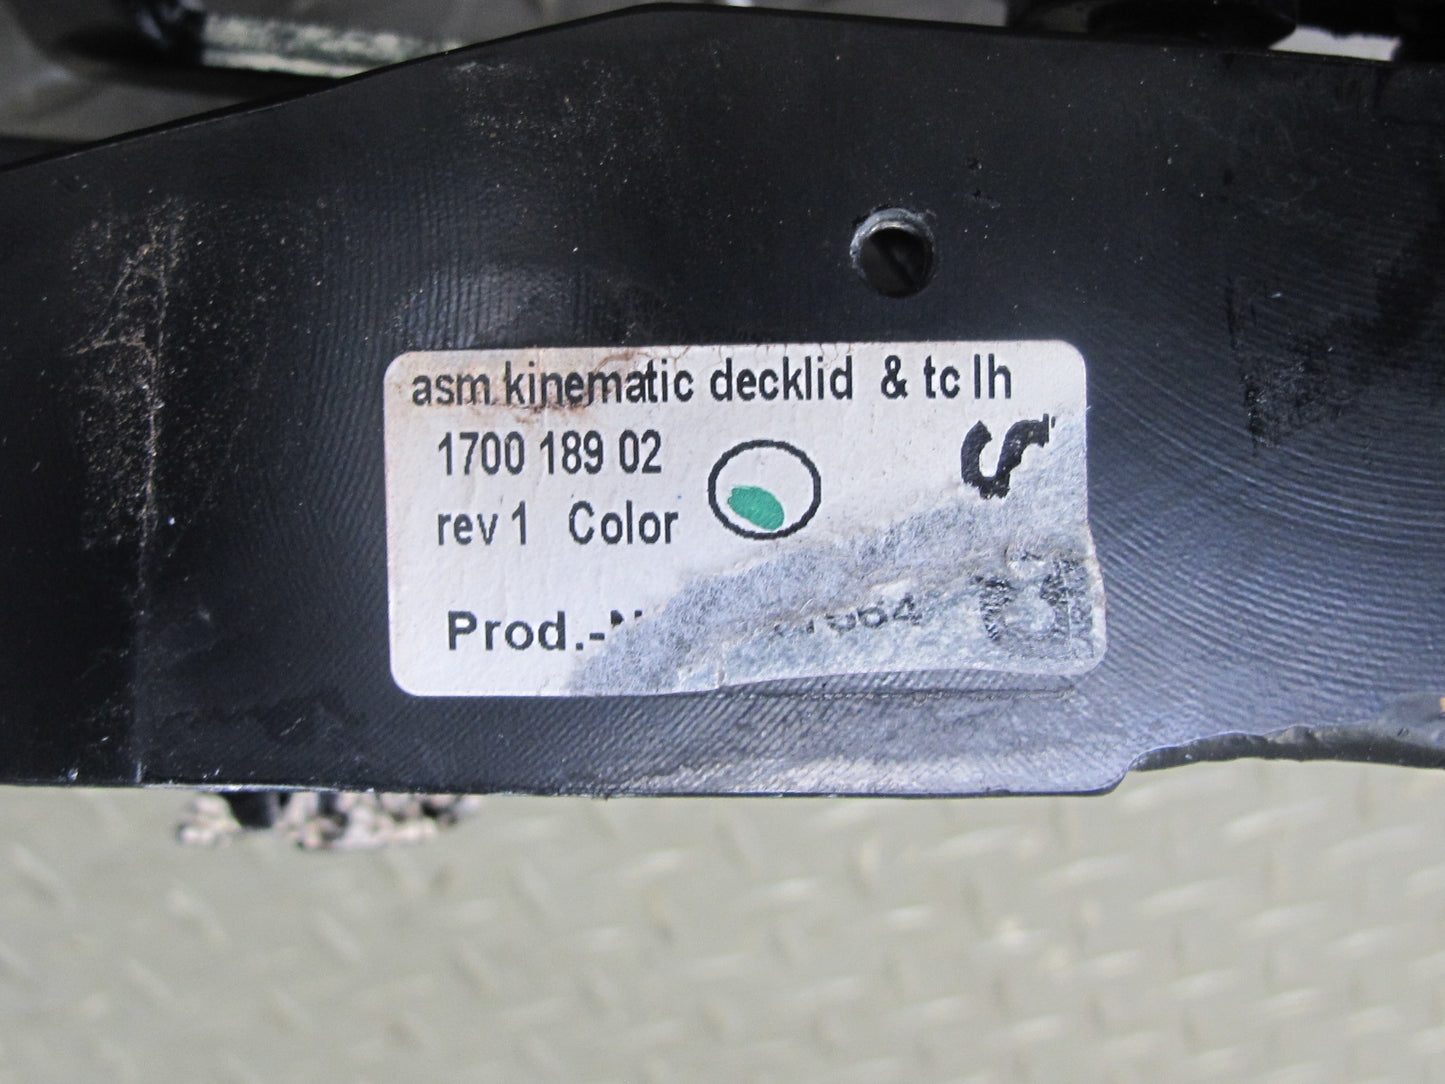 asm kinematic decklid & tc lh
1700 189 02
rev 1 Color
S
Prod.-N